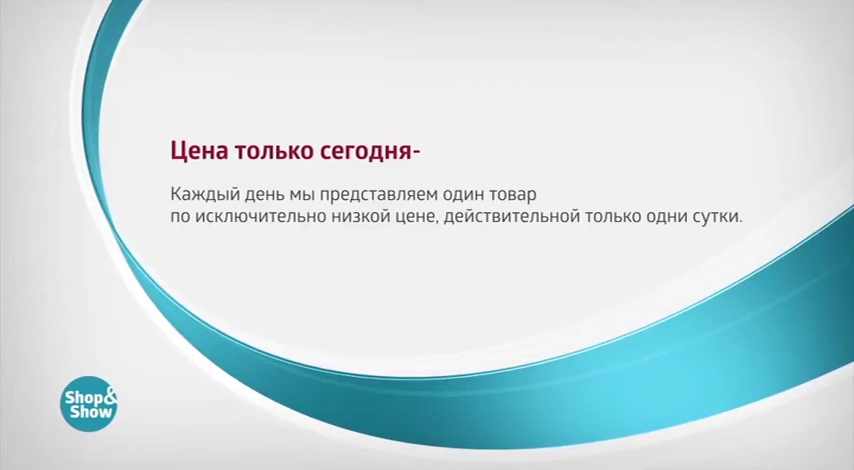 Цена только сегодня-
Каждый день мы представляем один товар
по исключительно низкой цене, действительной только одни сутки.
Shop&
Show